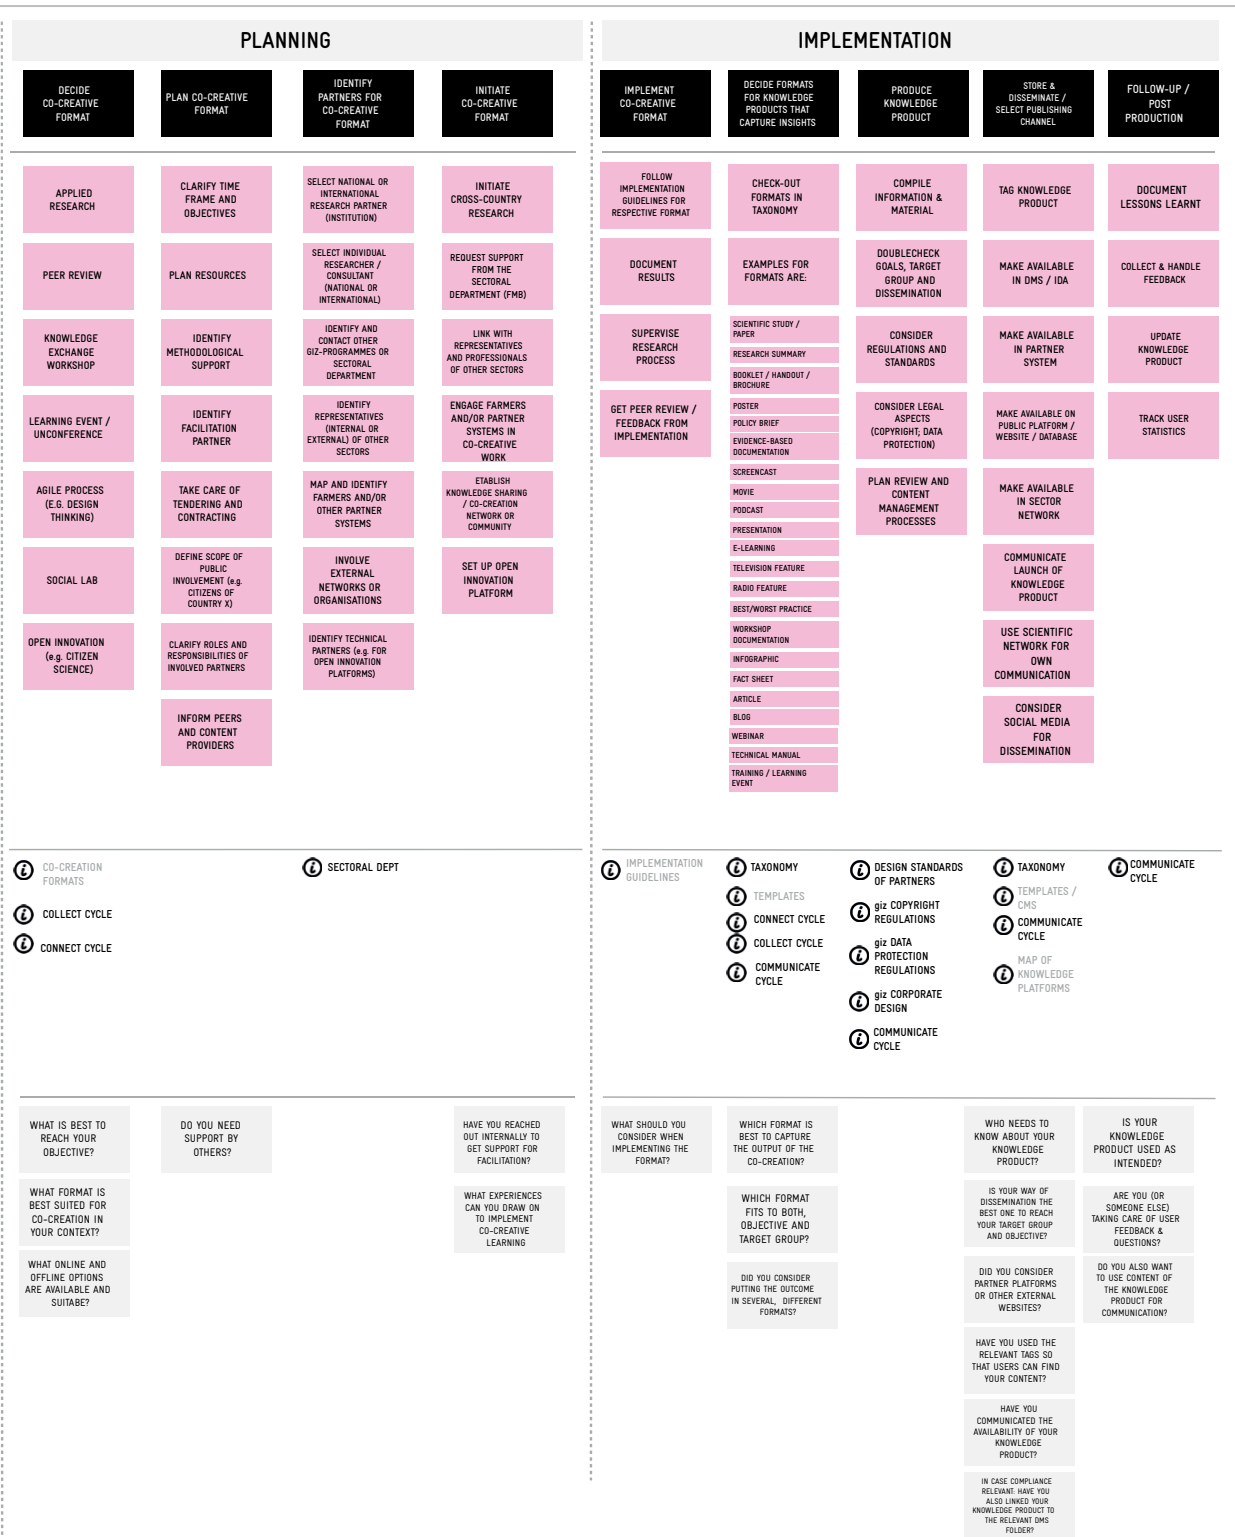 PLANNING
DECIDE
CO-CREATIVE
FORMAT
PLAN CO-CREATIVE
FORMAT
IDENTIFY
PARTNERS FOR
CO-CREATIVE
FORMAT
INITIATE
CO-CREATIVE
FORMAT
APPLIED
RESEARCH
PEER REVIEW
KNOWLEDGE
EXCHANGE
WORKSHOP
LEARNING EVENT /
UNCONFERENCE
AGILE PROCESS
(E.G. DESIGN
THINKING)
SOCIAL LAB
OPEN INNOVATION
(e.g. CITIZEN
SCIENCE)
CLARIFY TIME
FRAME AND
OBJECTIVES
PLAN RESOURCES
IDENTIFY
METHODOLOGICAL
SUPPORT
IDENTIFY
FACILITATION
PARTNER
TAKE CARE OF
TENDERING AND
CONTRACTING
DEFINE SCOPE OF
PUBLIC
INVOLVEMENT (e.g.
CITIZENS OF
COUNTRY X)
CLARIFY ROLES AND
RESPONSIBILITIES OF
INVOLVED PARTNERS
INFORM PEERS
AND CONTENT
PROVIDERS
SELECT NATIONAL OR
INTERNATIONAL
RESEARCH PARTNER
(INSTITUTION)
SELECT INDIVIDUAL
RESEARCHER /
CONSULTANT
(NATIONAL OR
INTERNATIONAL)
IDENTIFY AND
CONTACT OTHER
GIZ-PROGRAMMES OR
SECTORAL
DEPARTMENT
IDENTIFY
REPRESENTATIVES
(INTERNAL OR
EXTERNAL) OF OTHER
SECTORS
MAP AND IDENTIFY
FARMERS AND/OR
OTHER PARTNER
SYSTEMS
INVOLVE
EXTERNAL
NETWORKS OR
ORGANISATIONS
IDENTIFY TECHNICAL
PARTNERS (e.g. FOR
OPEN INNOVATION
PLATFORMS)
INITIATE
CROSS-COUNTRY
RESEARCH
REQUEST SUPPORT
FROM THE
SECTORAL
DEPARTMENT (FMB)
LINK WITH
REPRESENTATIVES
AND PROFESSIONALS
OF OTHER SECTORS
ENGAGE FARMERS
AND/OR PARTNER
SYSTEMS IN
CO-CREATIVE
WORK
ETABLISH
KNOWLEDGE SHARING
/ CO-CREATION
NETWORK OR
COMMUNITY
SET UP OPEN
INNOVATION
PLATFORM
CO-CREATION
FORMATS
COLLECT CYCLE
CONNECT CYCLE
SECTORAL DEPT
WHAT IS BEST TO
REACH YOUR
OBJECTIVE?
WHAT FORMAT IS
BEST SUITED FOR
CO-CREATION IN
YOUR CONTEXT?
WHAT ONLINE AND
OFFLINE OPTIONS
ARE AVAILABLE AND
SUITABE?
DO YOU NEED
SUPPORT BY
OTHERS?
HAVE YOU REACHED
OUT INTERNALLY TO
GET SUPPORT FOR
FACILITATION?
WHAT EXPERIENCES
CAN YOU DRAW ON
TO IMPLEMENT
CO-CREATIVE
LEARNING
IMPLEMENTATION
IMPLEMENT
CO-CREATIVE
FORMAT
DECIDE FORMATS
FOR KNOWLEDGE
PRODUCTS THAT
CAPTURE INSIGHTS
PRODUCE
KNOWLEDGE
PRODUCT
STORE &
DISSEMINATE /
SELECT PUBLISHING
CHANNEL
FOLLOW-UP /
POST
PRODUCTION
FOLLOW
IMPLEMENTATION
GUIDELINES FOR
RESPECTIVE FORMAT
DOCUMENT
RESULTS
SUPERVISE
RESEARCH
PROCESS
GET PEER REVIEW /
FEEDBACK FROM
IMPLEMENTATION
CHECK-OUT
FORMATS IN
TAXONOMY
EXAMPLES FOR
FORMATS ARE:
SCIENTIFIC STUDY /
PAPER
RESEARCH SUMMARY
BOOKLET / HANDOUT /
BROCHURE
POSTER
POLICY BRIEF
EVIDENCE-BASED
DOCUMENTATION
SCREENCAST
MOVIE
PODCAST
PRESENTATION
E-LEARNING
TELEVISION FEATURE
RADIO FEATURE
BEST/WORST PRACTICE
WORKSHOP
DOCUMENTATION
INFOGRAPHIC
FACT SHEET
ARTICLE
BLOG
WEBINAR
TECHNICAL MANUAL
TRAINING / LEARNING
EVENT
COMPILE
INFORMATION &
MATERIAL
DOUBLECHECK
GOALS, TARGET
GROUP AND
DISSEMINATION
CONSIDER
REGULATIONS AND
STANDARDS
CONSIDER LEGAL
ASPECTS
(COPYRIGHT; DATA
PROTECTION)
PLAN REVIEW AND
CONTENT
MANAGEMENT
PROCESSES
TAG KNOWLEDGE
PRODUCT
MAKE AVAILABLE
IN DMS / IDA
MAKE AVAILABLE
IN PARTNER
SYSTEM
MAKE AVAILABLE ON
PUBLIC PLATFORM /
WEBSITE / DATABASE
MAKE AVAILABLE
IN SECTOR
NETWORK
COMMUNICATE
LAUNCH OF
KNOWLEDGE
PRODUCT
USE SCIENTIFIC
NETWORK FOR
OWN
COMMUNICATION
CONSIDER
SOCIAL MEDIA
FOR
DISSEMINATION
DOCUMENT
LESSONS LEARNT
COLLECT & HANDLE
FEEDBACK
UPDATE
KNOWLEDGE
PRODUCT
TRACK USER
STATISTICS
IMPLEMENTATION
GUIDELINES
TAXONOMY
TEMPLATES
CONNECT CYCLE
COLLECT CYCLE
COMMUNICATE
CYCLE
DESIGN STANDARDS
OF PARTNERS
giz COPYRIGHT
REGULATIONS
giz DATA
PROTECTION
REGULATIONS
giz CORPORATE
DESIGN
COMMUNICATE
CYCLE
TAXONOMY
TEMPLATES /
CMS
COMMUNICATE
CYCLE
MAP OF
KNOWLEDGE
PLATFORMS
COMMUNICATE
CYCLE
WHAT SHOULD YOU
CONSIDER WHEN
IMPLEMENTING THE
FORMAT?
WHICH FORMAT IS
BEST TO CAPTURE
THE OUTPUT OF THE
CO-CREATION?
WHICH FORMAT
FITS TO BOTH,
OBJECTIVE AND
TARGET GROUP?
DID YOU CONSIDER
PUTTING THE OUTCOME
IN SEVERAL, DIFFERENT
FORMATS?
WHO NEEDS TO
KNOW ABOUT YOUR
KNOWLEDGE
PRODUCT?
IS YOUR WAY OF
DISSEMINATION THE
BEST ONE TO REACH
YOUR TARGET GROUP
AND OBJECTIVE?
DID YOU CONSIDER
PARTNER PLATFORMS
OR OTHER EXTERNAL
WEBSITES?
HAVE YOU USED THE
RELEVANT TAGS SO
THAT USERS CAN FIND
YOUR CONTENT?
HAVE YOU
COMMUNICATED THE
AVAILABILITY OF YOUR
KNOWLEDGE
PRODUCT?
IN CASE COMPLIANCE
RELEVANT: HAVE YOU
ALSO LINKED YOUR
KNOWLEDGE PRODUCT TO
THE RELEVANT DMS
FOLDER?
IS YOUR
KNOWLEDGE
PRODUCT USED AS
INTENDED?
ARE YOU (OR
SOMEONE ELSE)
TAKING CARE OF USER
FEEDBACK &
QUESTIONS?
DO YOU ALSO WANT
TO USE CONTENT OF
THE KNOWLEDGE
PRODUCT FOR
COMMUNICATION?